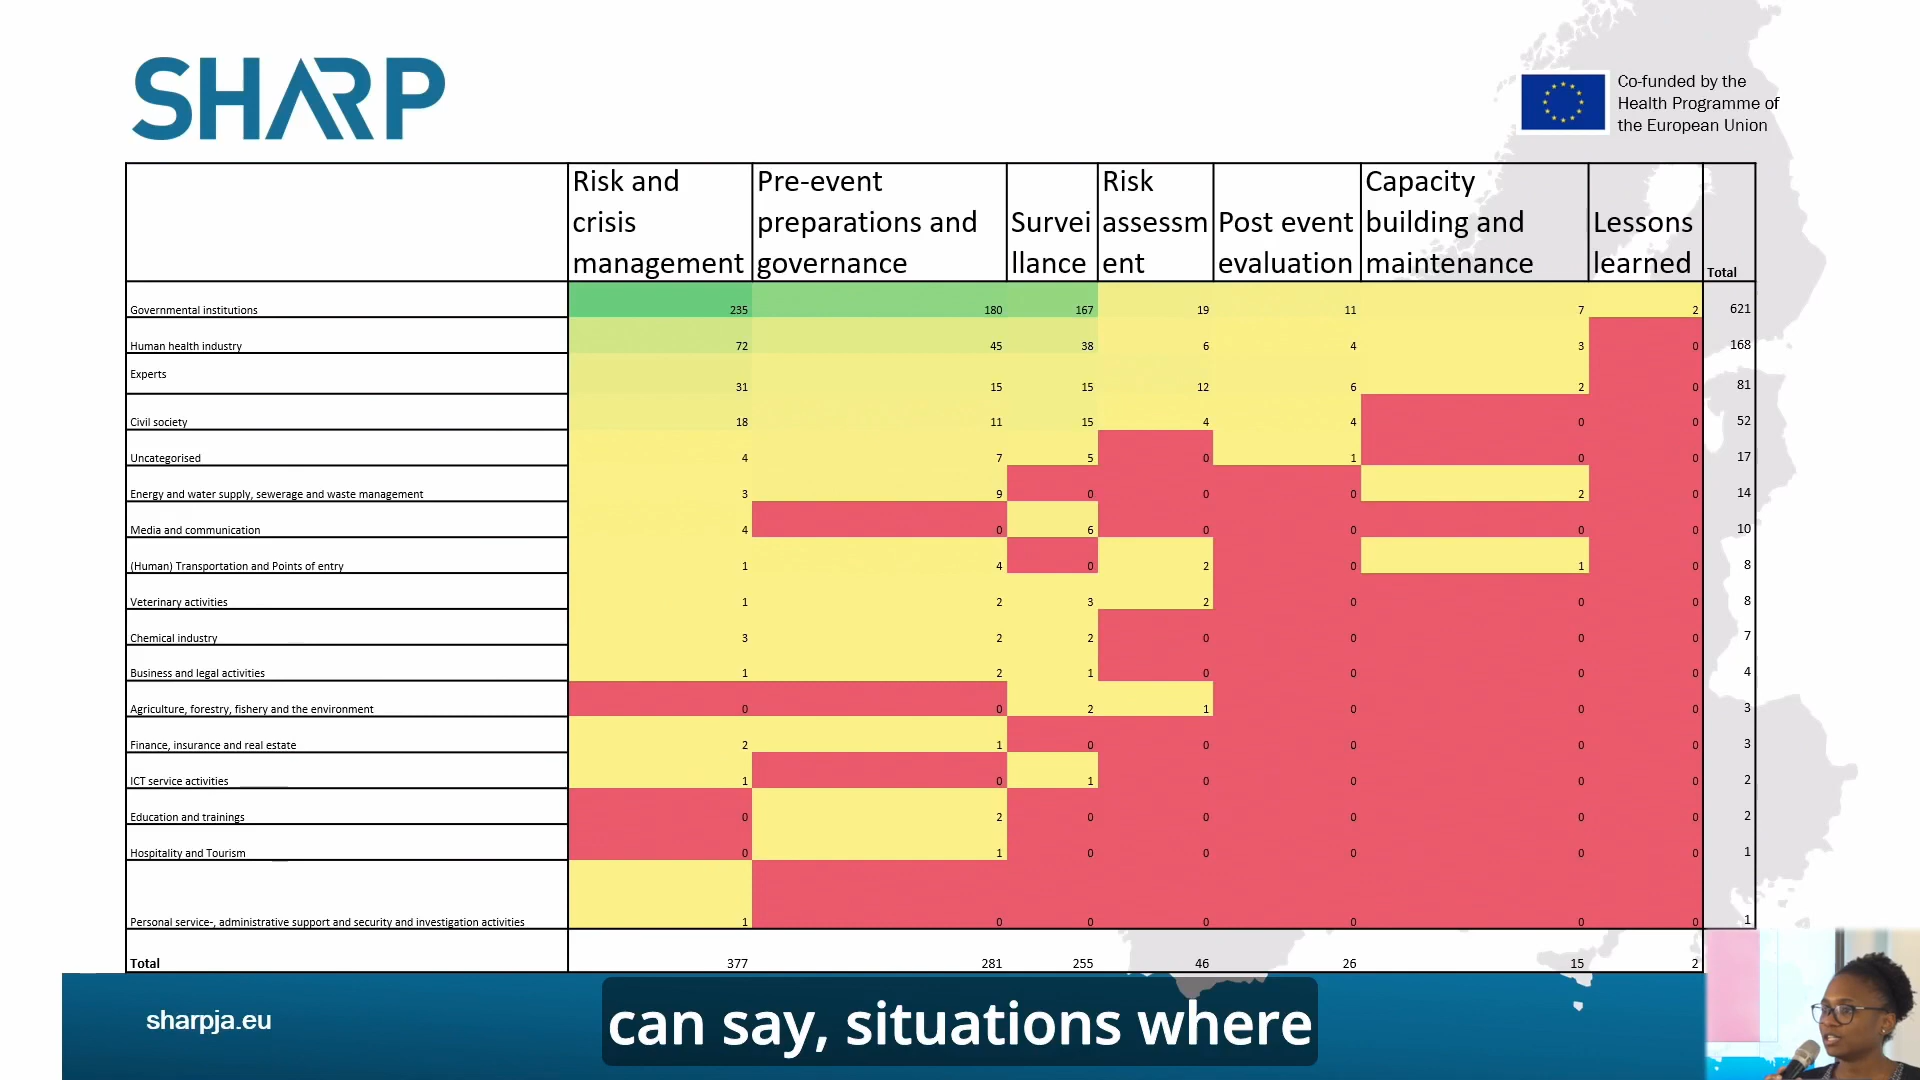 SHARP
Co-funded by the
Health Programme of
the European Union
Risk and
crisis
management
Pre-event
preparations and
governance
Survei
llance
Risk
assessm
ent
Post event
evaluation
Capacity
building and
maintenance
Lessons
learned
Total
Governmental institutions 235 180 167 19 11 7 2 621
Human health industry 72 45 38 6 4 3 0 168
Experts 31 15 15 12 6 2 0 81
Civil society 18 11 15 4 4 0 0 52
Uncategorised 4 7 5 0 1 0 0 17
Energy and water supply, sewerage and waste management 3 9 0 0 0 2 0 14
Media and communication 4 0 6 0 0 0 0 10
(Human) Transportation and Points of entry 1 4 0 2 0 1 0 8
Veterinary activities 1 2 3 2 0 0 0 8
Chemical industry 3 2 2 0 0 0 0 7
Business and legal activities 1 2 1 0 0 0 0 4
Agriculture, forestry, fishery and the environment 0 0 2 1 0 0 0 3
Finance, insurance and real estate 2 1 0 0 0 0 0 3
ICT service activities 1 0 1 0 0 0 0 2
Education and trainings 0 2 0 0 0 0 0 2
Hospitality and Tourism 0 1 0 0 0 0 0 1
Personal service-, administrative support and security and investigation activities 1 0 0 0 0 0 0 1
Total 377 281 255 46 26 15 2
sharpja.eu
can say, situations where